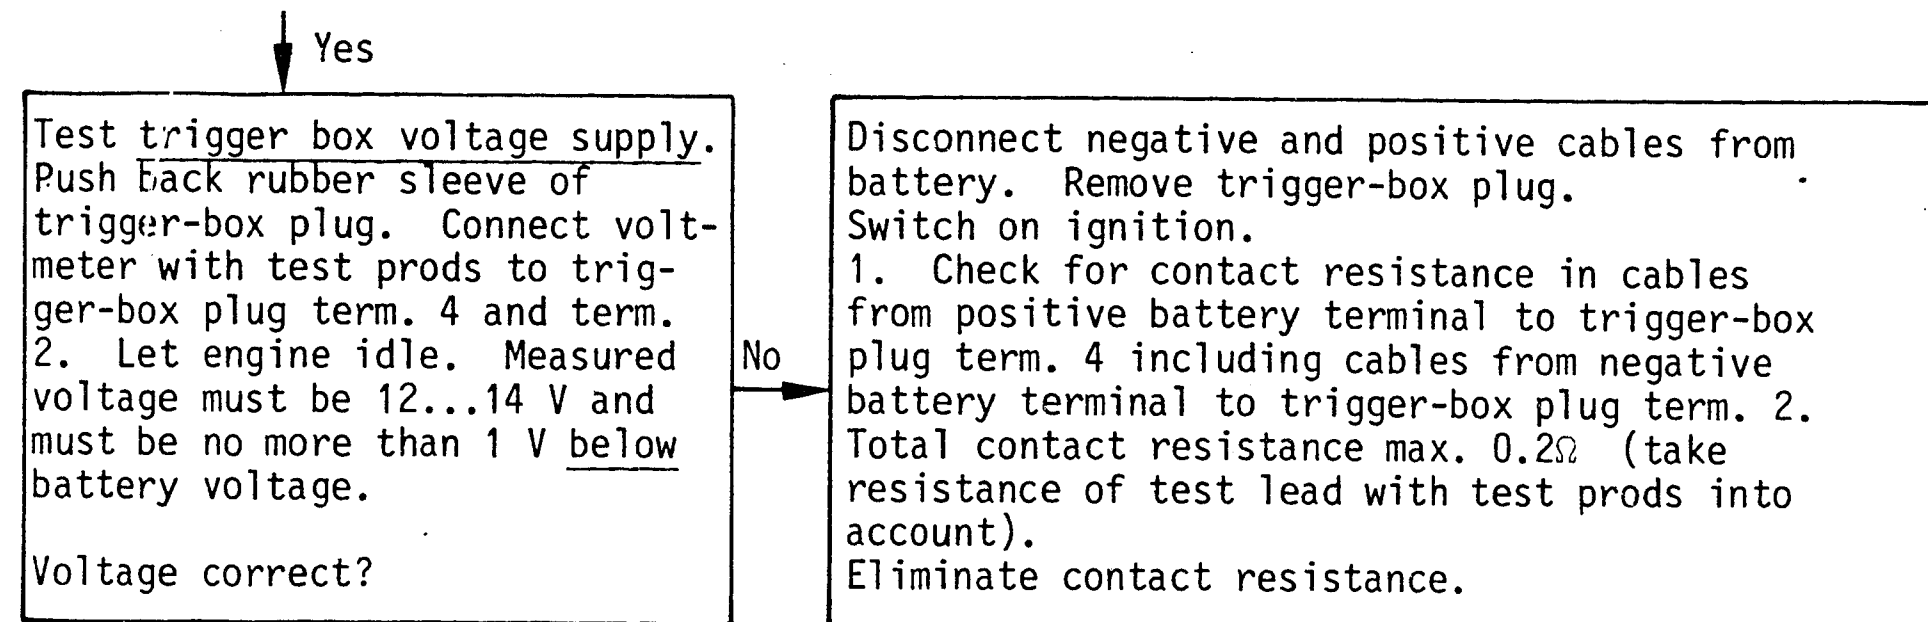 Yes
Test trigger box voltage supply.
Push back rubber sleeve of
trigger-box plug. Connect volt-
meter with test prods to trig-
ger-box plug term. 4 and term.
2. Let engine idle. Measured
voltage must be 12...14 V and
must be no more than 1 V below
battery voltage.
Voltage correct?
No
Disconnect negative and positive cables from
battery. Remove trigger-box plug.
Switch on ignition.
1. Check for contact resistance in cables
from positive battery terminal to trigger-box
plug term. 4 including cables from negative
battery terminal to trigger-box plug term. 2.
Total contact resistance max. 0.2Ω (take
resistance of test lead with test prods into
account).
Eliminate contact resistance.